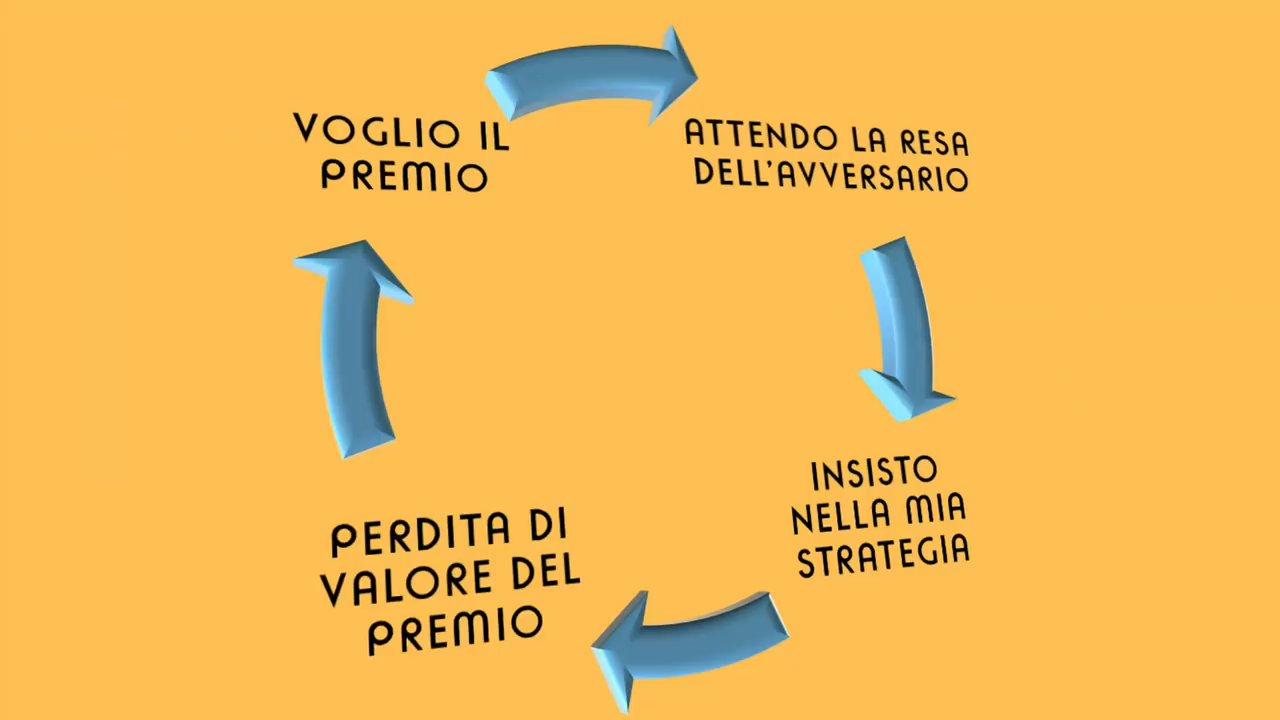 VOGLIO IL
PREMIO
ATTENDO LA RESA
DELL'AVVERSARIO
INSISTO
NELLA MIA
STRATEGIA
PERDITA DI
VALORE DEL
PREMIO